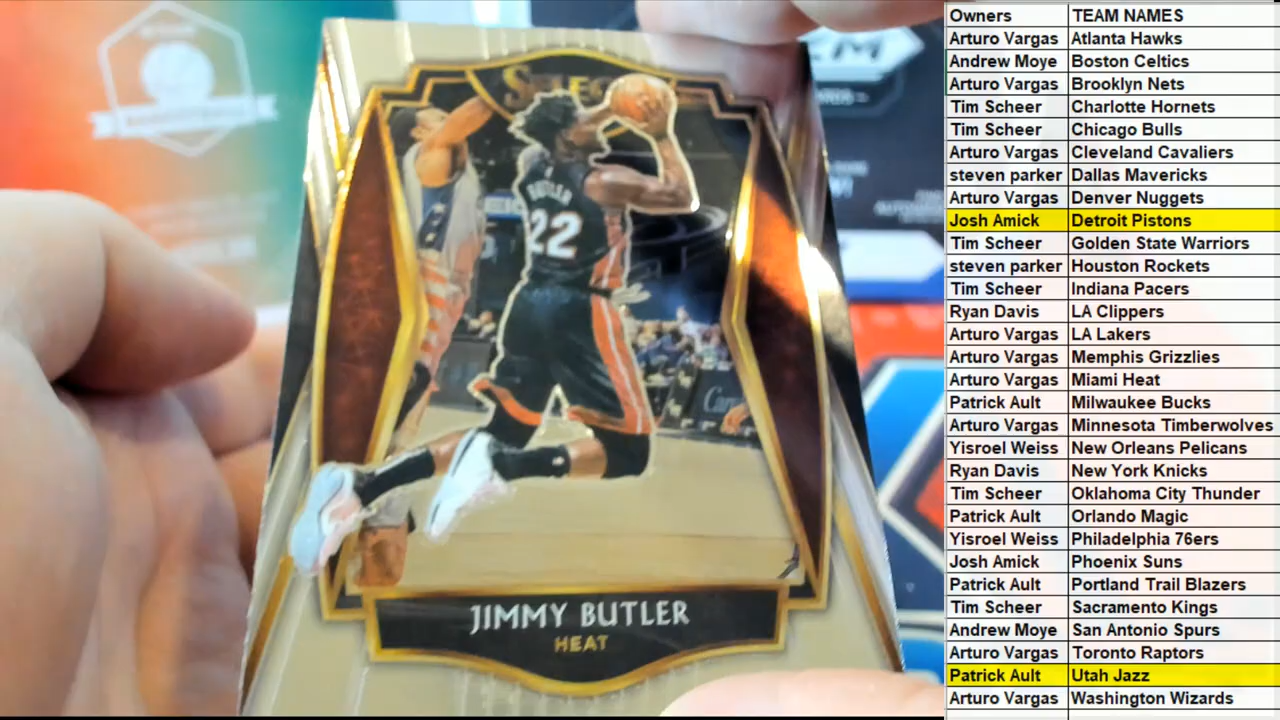 SELECT
BUTLER
22
JIMMY BUTLER
HEAT
Owners TEAM NAMES
Arturo Vargas Atlanta Hawks
Andrew Moye Boston Celtics
Arturo Vargas Brooklyn Nets
Tim Scheer Charlotte Hornets
Tim Scheer Chicago Bulls
Arturo Vargas Cleveland Cavaliers
steven parker Dallas Mavericks
Arturo Vargas Denver Nuggets
Josh Amick Detroit Pistons
Tim Scheer Golden State Warriors
steven parker Houston Rockets
Tim Scheer Indiana Pacers
Ryan Davis LA Clippers
Arturo Vargas LA Lakers
Arturo Vargas Memphis Grizzlies
Arturo Vargas Miami Heat
Patrick Ault Milwaukee Bucks
Arturo Vargas Minnesota Timberwolves
Yisroel Weiss New Orleans Pelicans
Ryan Davis New York Knicks
Tim Scheer Oklahoma City Thunder
Patrick Ault Orlando Magic
Yisroel Weiss Philadelphia 76ers
Josh Amick Phoenix Suns
Patrick Ault Portland Trail Blazers
Tim Scheer Sacramento Kings
Andrew Moye San Antonio Spurs
Arturo Vargas Toronto Raptors
Patrick Ault Utah Jazz
Arturo Vargas Washington Wizards